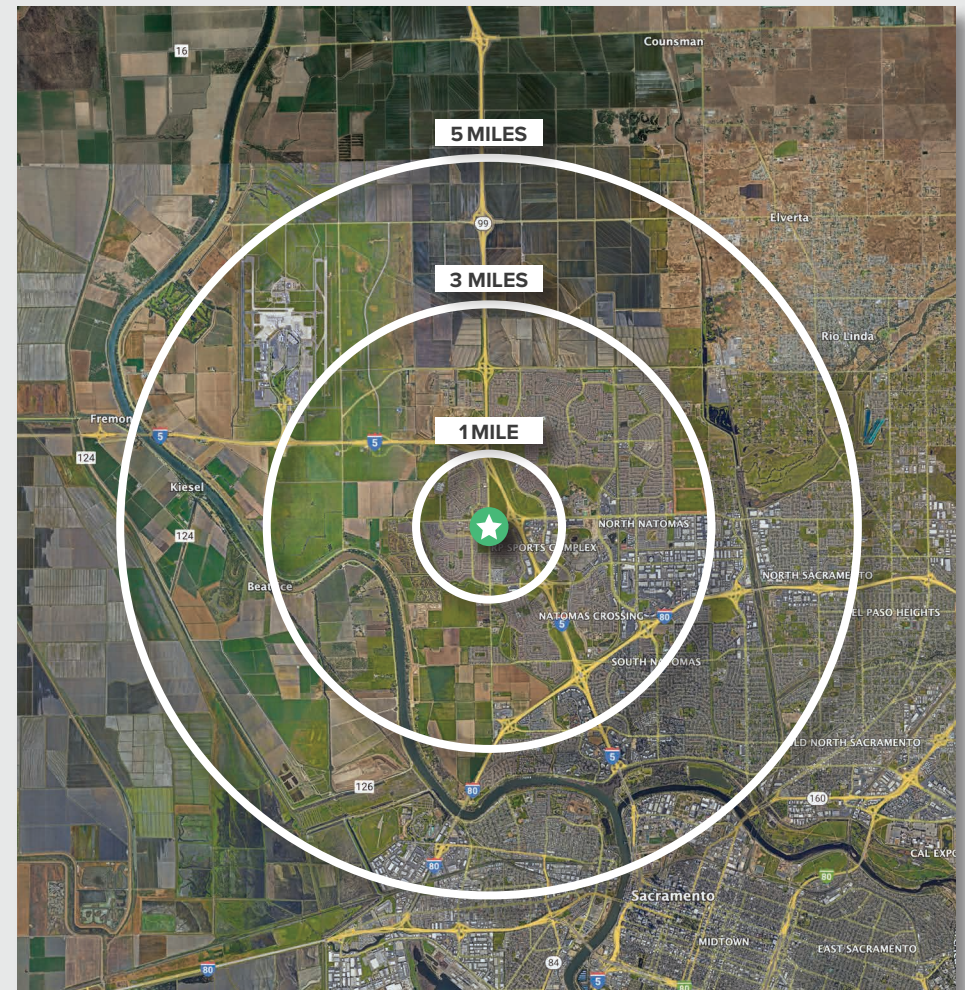 Counsman
16
5 MILES
99
Elverta
3 MILES
Rio Linda
Fremon
1 MILE
5
5
124
Kiesel
NORTH NATOMAS
124
SPORTS COMPLEX
NORTH SACRAMENTO
Beatrice
EL PASO HEIGHTS
NATOMAS CROSSING
80
5
SOUTH NATOMAS
LD NORTH SACRAMENTO
5
126
80
160
CAL EXPO
80
80
Sacramento
MIDTOWN
EAST SACRAMENTO
84
80
5
80